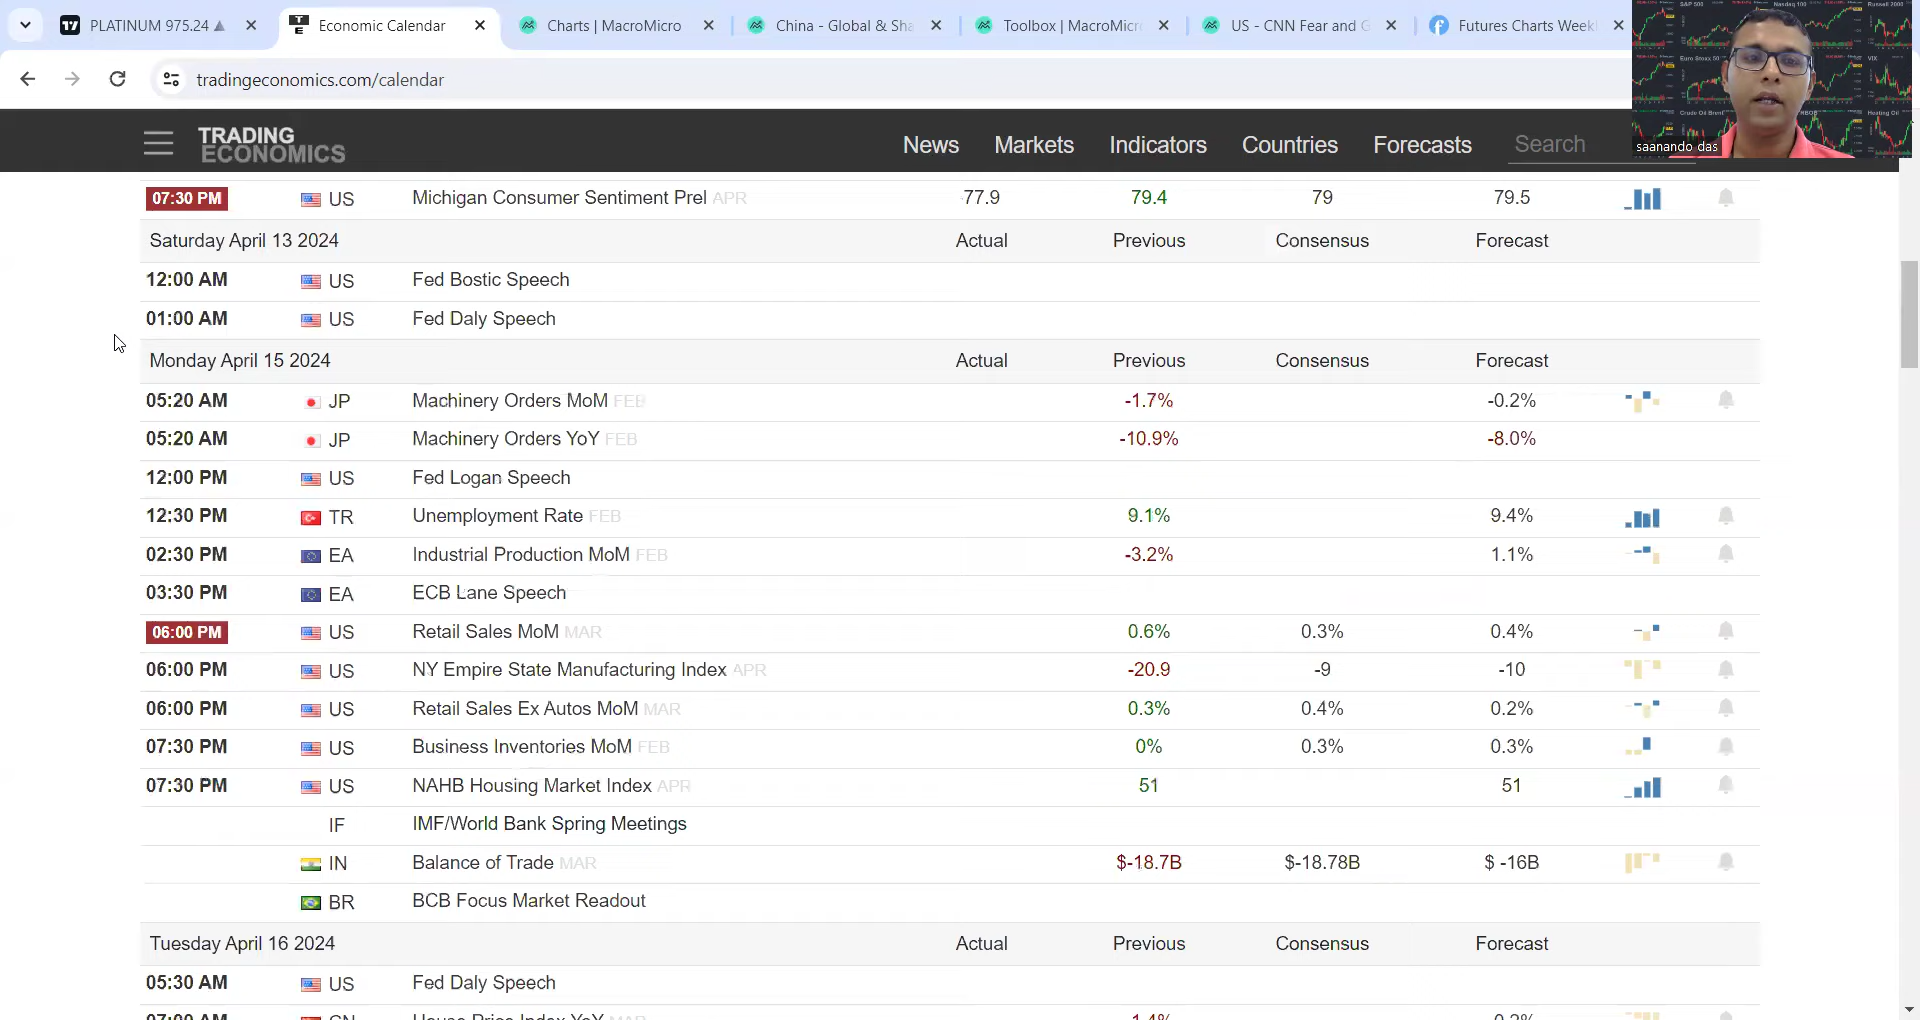 PLATINUM 975.24
Economic Calendar
Charts | MacroMicro
China - Global & Sha
Toolbox | MacroMicr
US - CNN Fear and G
Futures Charts Week
tradingeconomics.com/calendar
TRADING ECONOMICS
News Markets Indicators Countries Forecasts Search
saanando das
07:30 PM US Michigan Consumer Sentiment Prel APR 77.9 79.4 79 79.5
Saturday April 13 2024 Actual Previous Consensus Forecast
12:00 AM US Fed Bostic Speech
01:00 AM US Fed Daly Speech
Monday April 15 2024 Actual Previous Consensus Forecast
05:20 AM JP Machinery Orders MoM FEB -1.7% -0.2%
05:20 AM JP Machinery Orders YoY FEB -10.9% -8.0%
12:00 PM US Fed Logan Speech
12:30 PM TR Unemployment Rate FEB 9.1% 9.4%
02:30 PM EA Industrial Production MoM FEB -3.2% 1.1%
03:30 PM EA ECB Lane Speech
06:00 PM US Retail Sales MoM MAR 0.6% 0.3% 0.4%
06:00 PM US NY Empire State Manufacturing Index APR -20.9 -9 -10
06:00 PM US Retail Sales Ex Autos MoM MAR 0.3% 0.4% 0.2%
07:30 PM US Business Inventories MoM FEB 0% 0.3% 0.3%
07:30 PM US NAHB Housing Market Index APR 51 51
IF IMF/World Bank Spring Meetings
IN Balance of Trade MAR $-18.7B $-18.78B $ -16B
BR BCB Focus Market Readout
Tuesday April 16 2024 Actual Previous Consensus Forecast
05:30 AM US Fed Daly Speech
07:00 AM CN House Price Index YoY MAR